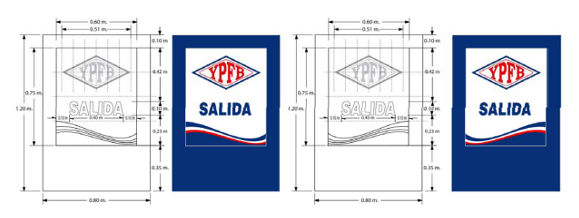 0.60 m.
0.51 m.
0.10 m
0.42 m
0.75 m.
1.20 m.
YPFB
SALIDA
0.10 m
0.40 m
0.23 m
0.35 m.
0.80 m.
YPFB
SALIDA
0.60 m.
0.51 m.
0.10 m
0.42 m
0.75 m.
1.20 m.
YPFB
SALIDA
0.10 m
0.40 m
0.23 m
0.35 m.
0.80 m.
YPFB
SALIDA